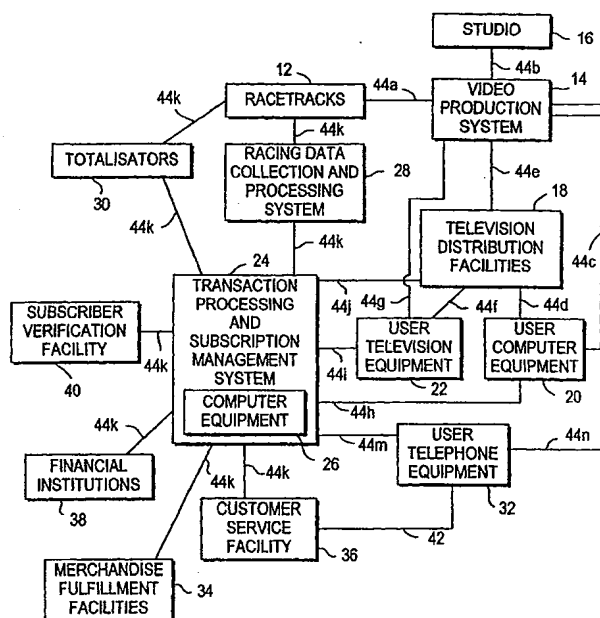 STUDIO
16
44b
12
44a
14
VIDEO
PRODUCTION
SYSTEM
44k
RACETRACKS
44k
TOTALISATORS
30
RACING DATA
COLLECTION AND
PROCESSING
SYSTEM
28
44e
18
44k
44k
TELEVISION
DISTRIBUTION
FACILITIES
44c
24
TRANSACTION
PROCESSING
AND
SUBSCRIPTION
MANAGEMENT
SYSTEM
44j
44g
44f
44d
SUBSCRIBER
VERIFICATION
FACILITY
40
44k
44i
USER
TELEVISION
EQUIPMENT
22
USER
COMPUTER
EQUIPMENT
20
COMPUTER
EQUIPMENT
26
44h
44k
44m
44n
FINANCIAL
INSTITUTIONS
38
44k
44k
USER
TELEPHONE
EQUIPMENT
32
CUSTOMER
SERVICE
FACILITY
36
42
MERCHANDISE
FULFILLMENT
FACILITIES
34